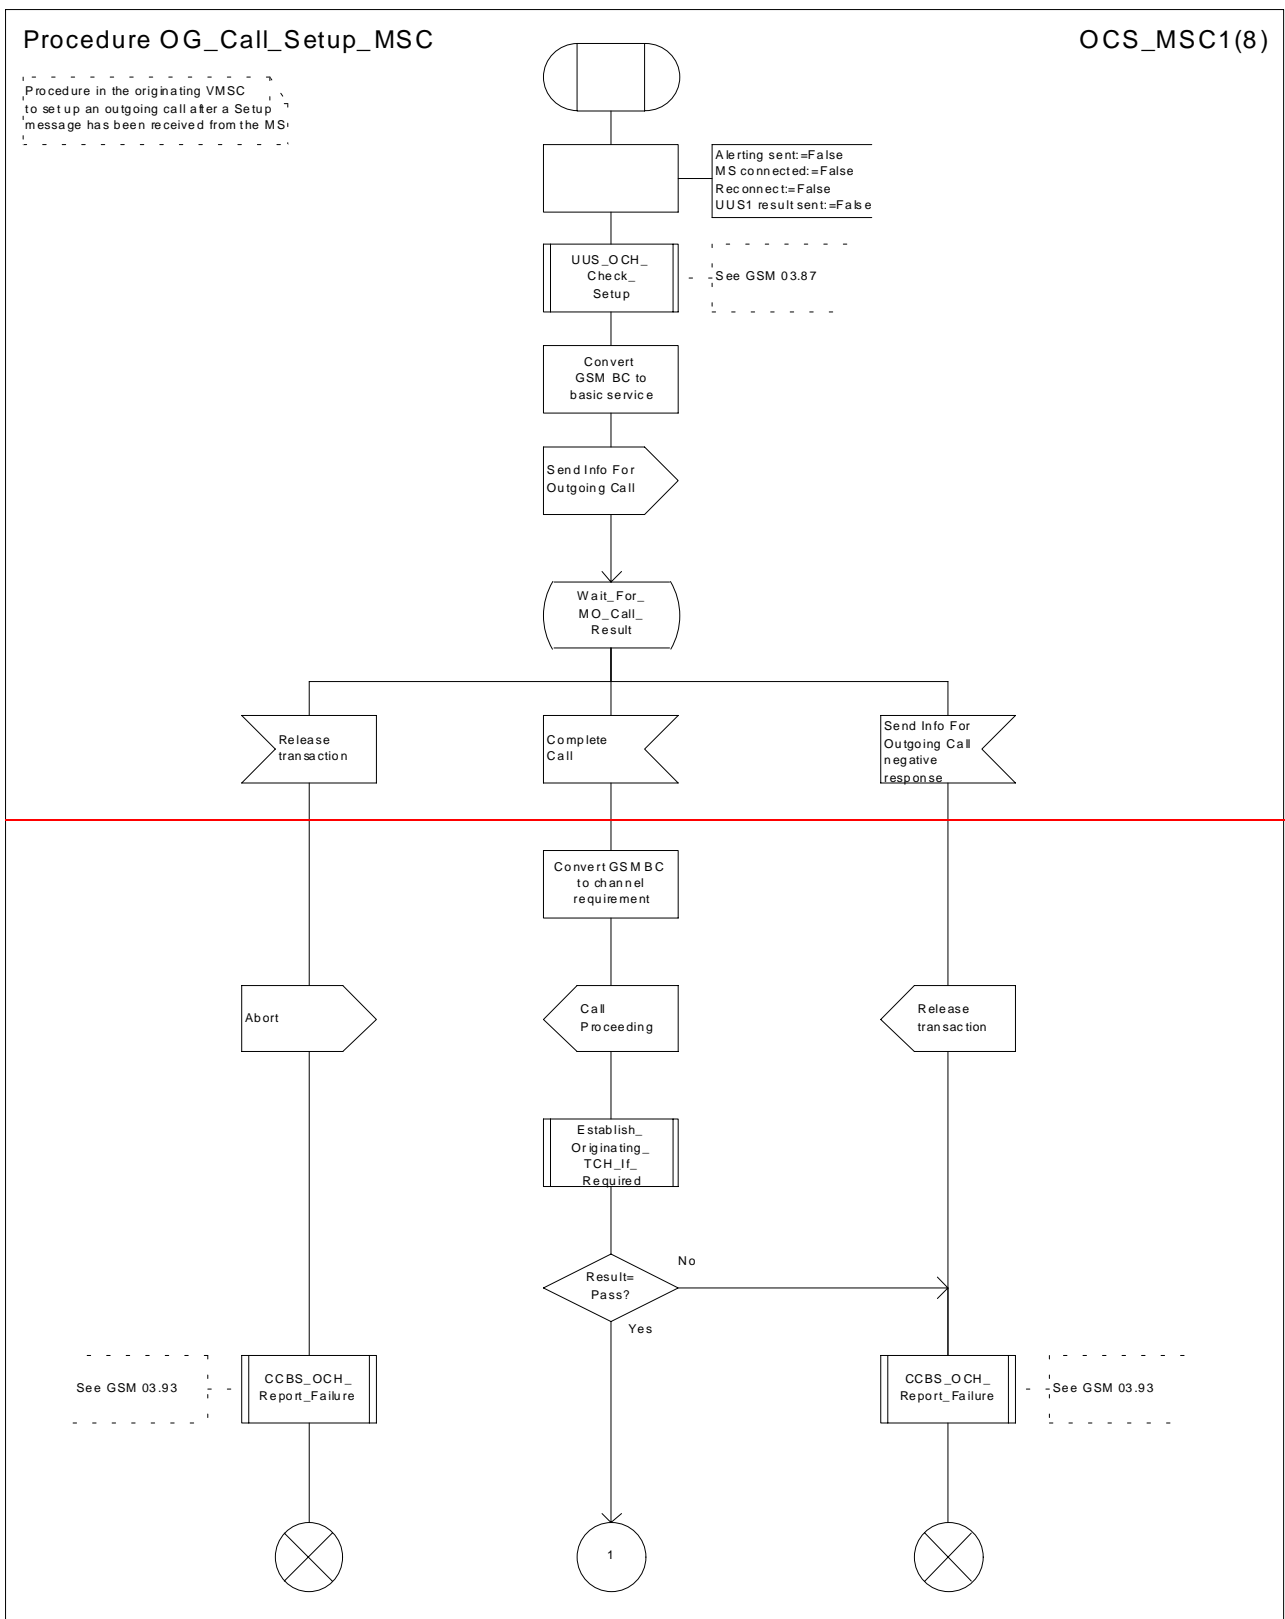 Procedure OG_Call_Setup_MSC
OCS_MSC1(8)
Procedure in the originating VMSC
to set up an outgoing call after a Setup
message has been received from the MS
Alerting sent:=False
MS connected:=False
Reconnect:=False
UUS1 result sent:=False
UUS_OCH_
Check_
Setup
See GSM 03.87
Convert
GSM BC to
basic service
Send Info For
Outgoing Call
Wait_For_
MO_Call_
Result
Release
transaction
Complete
Call
Send Info For
Outgoing Call
negative
response
Convert GSM BC
to channel
requirement
Abort
Call
Proceeding
Release
transaction
Establish_
Originating_
TCH_If_
Required
Result=
Pass?
No
Yes
See GSM 03.93
CCBS_OCH_
Report_Failure
CCBS_OCH_
Report_Failure
See GSM 03.93
1